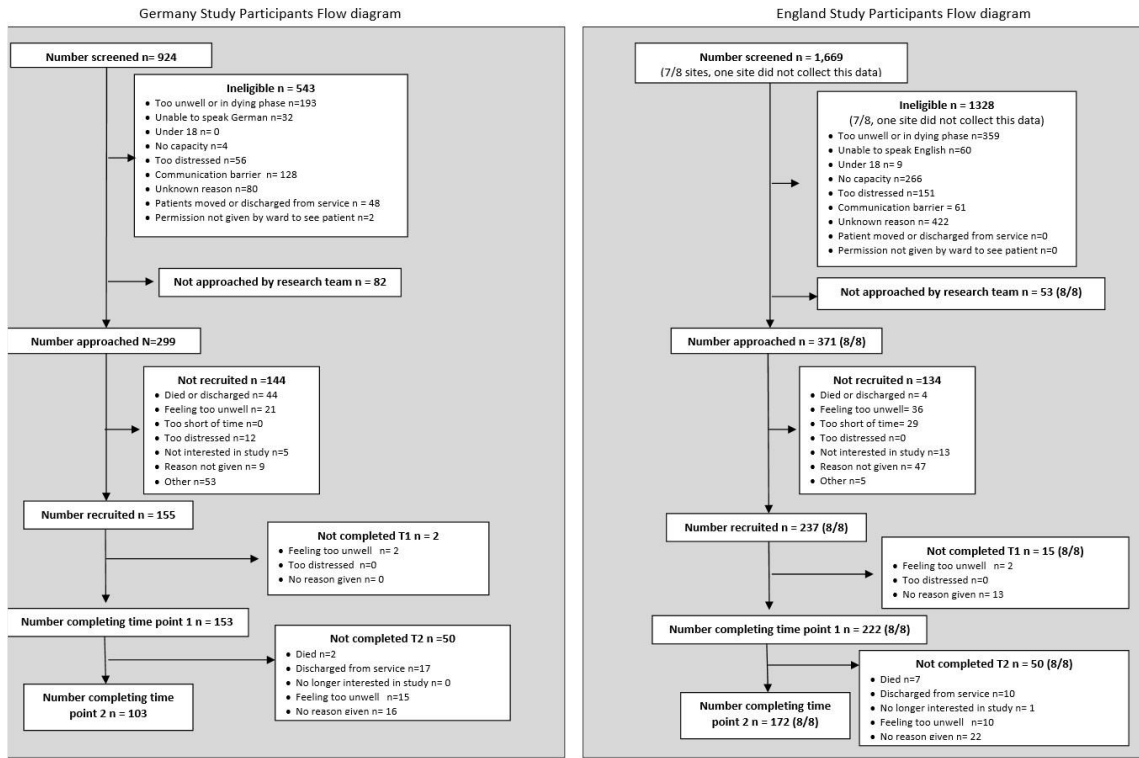 Germany Study Participants Flow diagram
Number screened n= 924
Ineligible n = 543
• Too unwell or in dying phase n=193
• Unable to speak German n=32
• Under 18 n= 0
• No capacity n=4
• Too distressed n=56
• Communication barrier n= 128
• Unknown reason n=80
• Patients moved or discharged from service n = 48
• Permission not given by ward to see patient n=2
Not approached by research team n = 82
Number approached N=299
Not recruited n =144
• Died or discharged n= 44
• Feeling too unwell n= 21
• Too short of time n=0
• Too distressed n=12
• Not interested in study n=5
• Reason not given n= 9
• Other n=53
Number recruited n = 155
Not completed T1 n = 2
• Feeling too unwell n= 2
• Too distressed n=0
• No reason given n= 0
Number completing time point 1 n = 153
Not completed T2 n =50
• Died n=2
• Discharged from service n=17
• No longer interested in study n= 0
• Feeling too unwell n=15
• No reason given n= 16
Number completing time
point 2 n = 103
England Study Participants Flow diagram
Number screened n = 1,669
(7/8 sites, one site did not collect this data)
Ineligible n = 1328
(7/8, one site did not collect this data)
• Too unwell or in dying phase n=359
• Unable to speak English n=60
• Under 18 n= 9
• No capacity n=266
• Too distressed n=151
• Communication barrier = 61
• Unknown reason n= 422
• Patient moved or discharged from service n=0
• Permission not given by ward to see patient n=0
Not approached by research team n = 53 (8/8)
Number approached n = 371 (8/8)
Not recruited n =134
• Died or discharged n= 4
• Feeling too unwell= 36
• Too short of time= 29
• Too distressed n=0
• Not interested in study n=13
• Reason not given n= 47
• Other n=5
Number recruited n = 237 (8/8)
Not completed T1 n = 15 (8/8)
• Feeling too unwell n= 2
• Too distressed n=0
• No reason given n= 13
Number completing time point 1 n = 222 (8/8)
Not completed T2 n = 50 (8/8)
• Died n=7
• Discharged from service n=10
• No longer interested in study n= 1
• Feeling too unwell n=10
• No reason given n= 22
Number completing time
point 2 n = 172 (8/8)